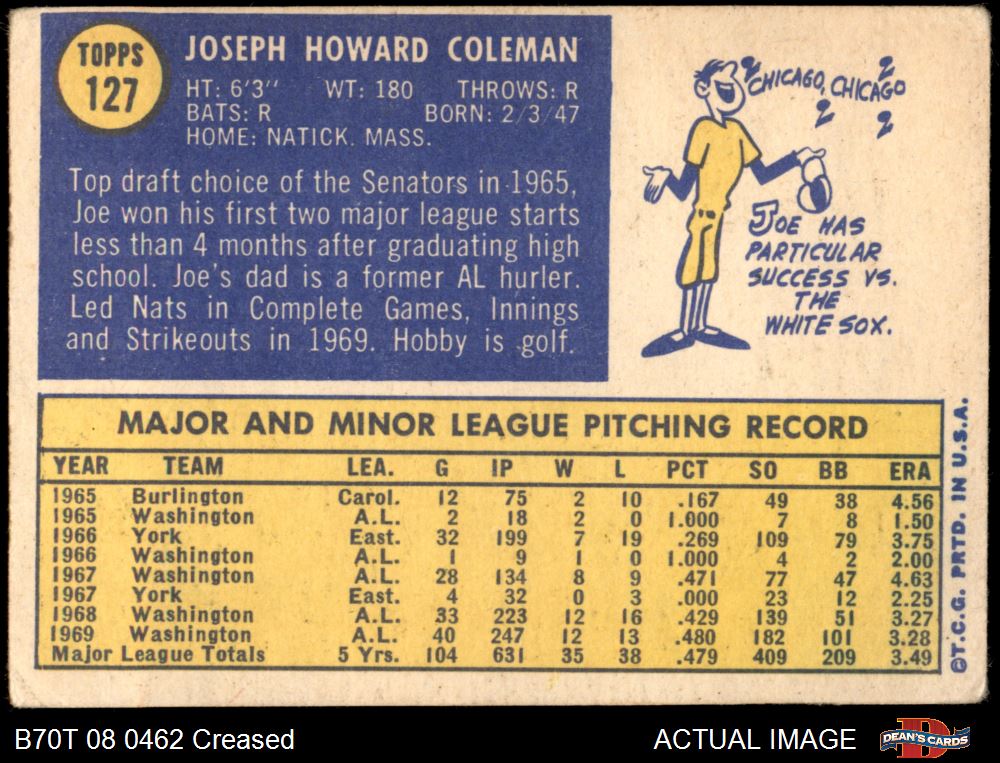 TOPPS
127
JOSEPH HOWARD COLEMAN
HT: 6'3" WT: 180 THROWS: R
BATS: R BORN: 2/3/47
HOME: NATICK. MASS.
Top draft choice of the Senators in 1965,
Joe won his first two major league starts
less than 4 months after graduating high
school. Joe's dad is a former AL hurler.
Led Nats in Complete Games, Innings
and Strikeouts in 1969. Hobby is golf.
CHICAGO, CHICAGO
JOE HAS
PARTICULAR
SUCCESS VS.
THE
WHITE SOX.
MAJOR AND MINOR LEAGUE PITCHING RECORD
YEAR TEAM LEA. G IP W L PCT SO BB ERA
1965 Burlington Carol. 12 75 2 10 .167 49 38 4.56
1965 Washington A.L. 2 18 2 0 1.000 7 8 1.50
1966 York East. 32 199 7 19 .269 109 79 3.75
1966 Washington A.L. 1 9 1 0 1.000 4 2 2.00
1967 Washington A.L. 28 134 8 9 .471 77 47 4.63
1967 York East. 4 32 0 3 .000 23 12 2.25
1968 Washington A.L. 33 223 12 16 .429 139 51 3.27
1969 Washington A.L. 40 247 12 13 .480 182 101 3.28
Major League Totals 5 Yrs. 104 631 35 38 .479 409 209 3.49
©T.C.G. PRTD. IN U.S.A.
B70T 08 0462 Creased
ACTUAL IMAGE
D
DEAN'S CARDS